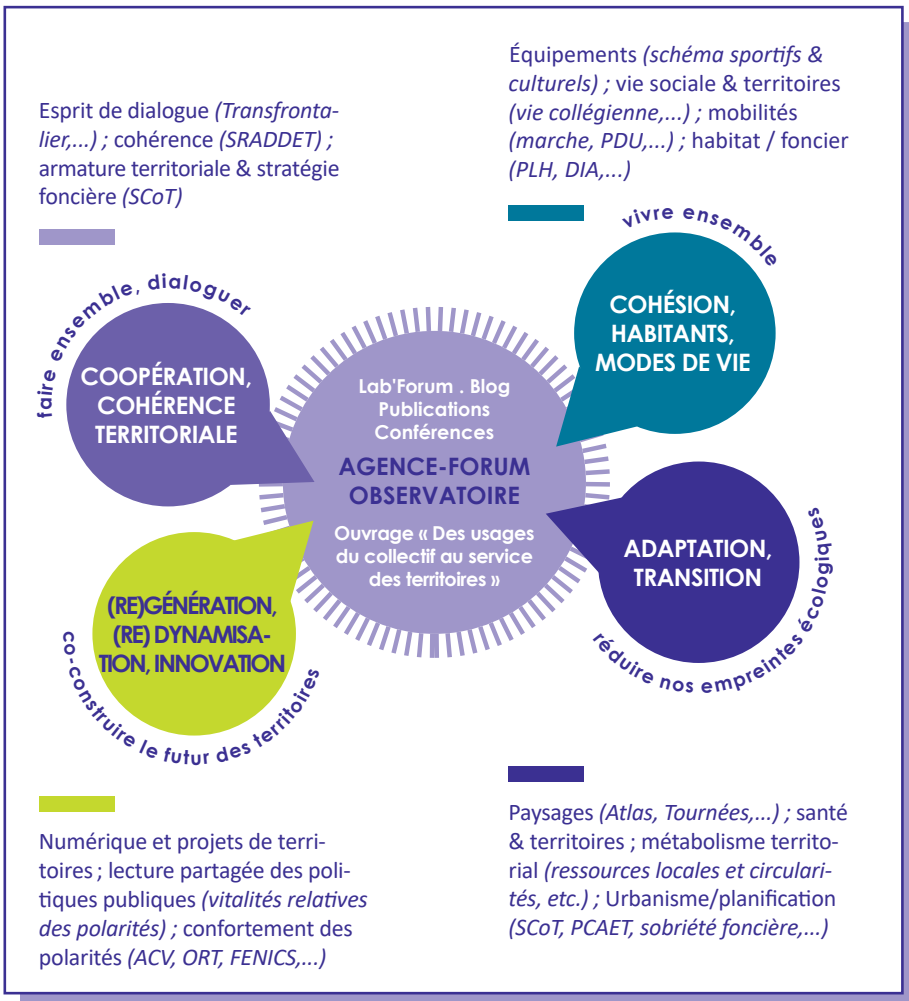 Esprit de dialogue (Transfronta-
lier,...) ; cohérence (SRADDET) ;
armature territoriale & stratégie
foncière (SCoT)
Équipements (schéma sportifs &
culturels) ; vie sociale & territoires
(vie collégienne,...) ; mobilités
(marche, PDU,...) ; habitat / foncier
(PLH, DIA,...)
faire ensemble, dialoguer
COOPÉRATION,
COHÉRENCE
TERRITORIALE
vivre ensemble
COHÉSION,
HABITANTS,
MODES DE VIE
Lab'Forum . Blog
Publications
Conférences
AGENCE-FORUM
OBSERVATOIRE
Ouvrage « Des usages
du collectif au service
des territoires »
(RE)GÉNÉRATION,
(RE) DYNAMISA-
TION, INNOVATION
co-construire le futur des territoires
ADAPTATION,
TRANSITION
réduire nos empreintes écologiques
Numérique et projets de terri-
toires ; lecture partagée des poli-
tiques publiques (vitalités relatives
des polarités) ; confortement des
polarités (ACV, ORT, FENICS,...)
Paysages (Atlas, Tournées,...) ; santé
& territoires ; métabolisme territo-
rial (ressources locales et circulari-
tés, etc.) ; Urbanisme/planification
(SCoT, PCAET, sobriété foncière,...)